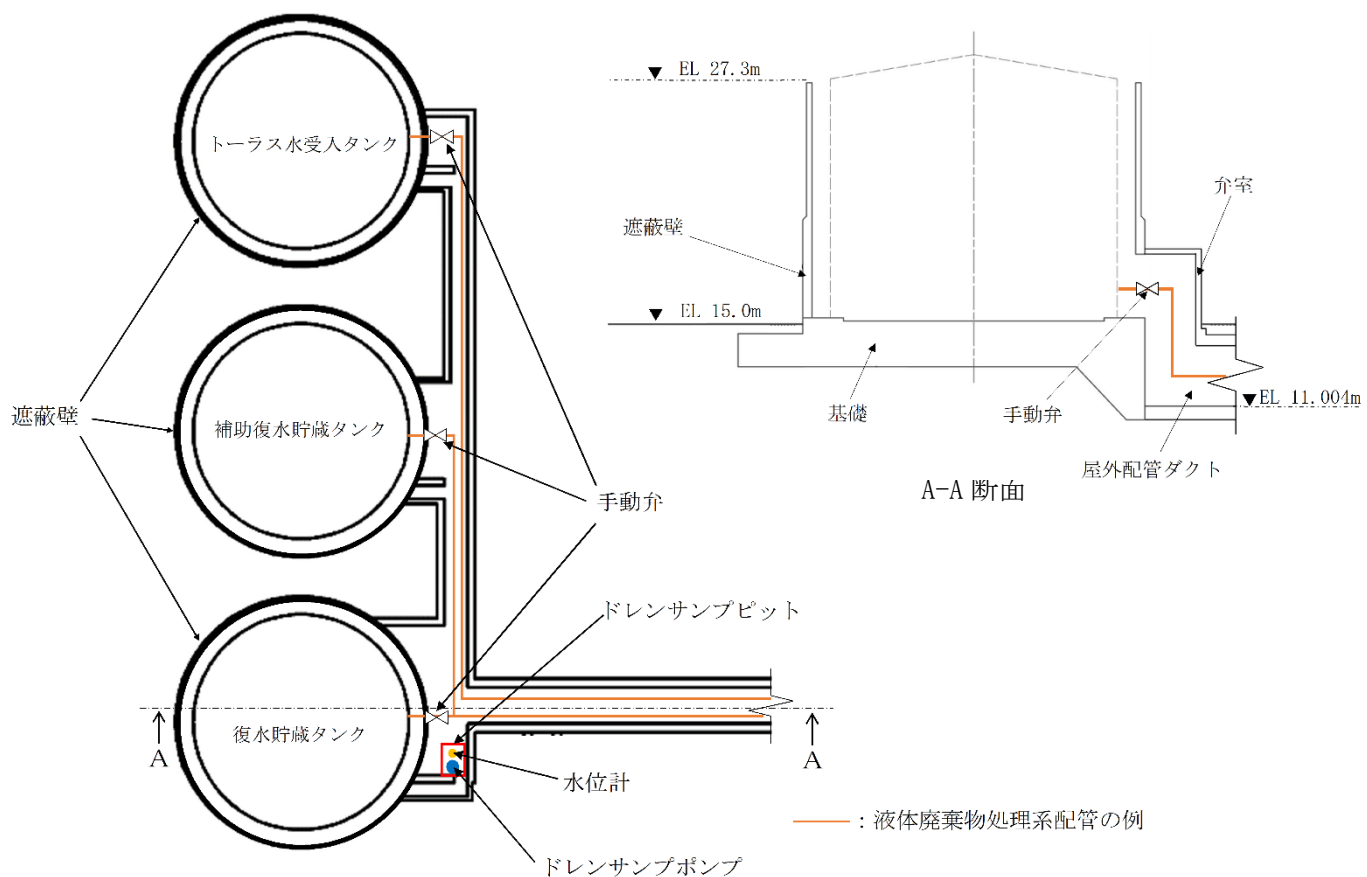 トーラス水受入タンク
補助復水貯蔵タンク
復水貯蔵タンク
遮蔽壁
手動弁
ドレンサンプピット
水位計
ドレンサンプポンプ
A
A
：液体廃棄物処理系配管の例
EL 27.3m
遮蔽壁
EL 15.0m
弁室
基礎
手動弁
EL 11.004m
屋外配管ダクト
A-A 断面